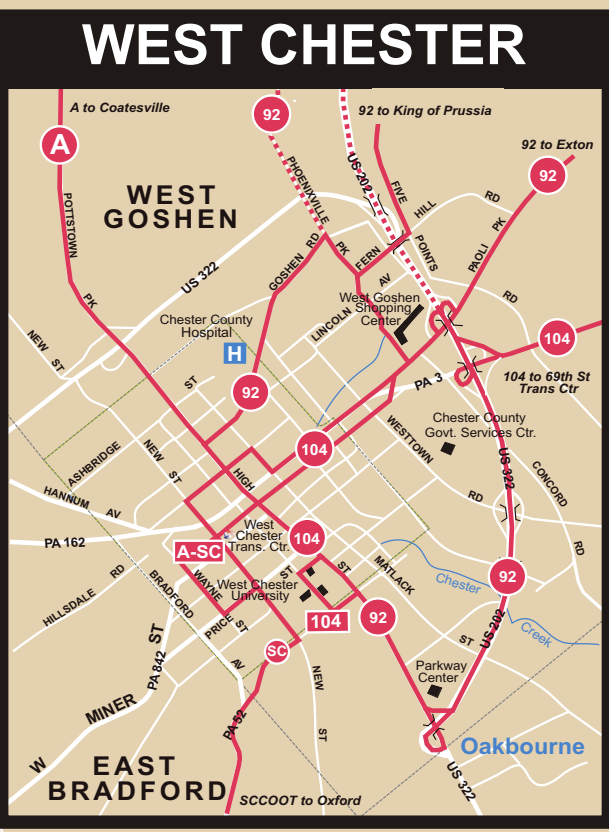 WEST CHESTER
A to Coatesville
92 to King of Prussia
92 to Exton
A
92
92
WEST
GOSHEN
POTTSTOWN
PK
PHOENIXVILLE
PK
US 202
FIVE
POINTS
HILL
RD
PAOLI
PK
RD
US 322
GOSHEN
RD
FERN
AV
LINCOLN
West Goshen
Shopping
Center
Chester County
Hospital
H
NEW
ST
ST
92
104
104 to 69th St
Trans Ctr
PA 3
Chester County
Govt. Services Ctr.
WESTTOWN
RD
US 322
CONCORD
RD
ASHBRIDGE
NEW
ST
HIGH
104
HANNUM
AV
PA 162
A-SC
West
Chester
Trans. Ctr.
104
ST
ST
MATLACK
ST
West Chester
University
WAYNE
ST
PRICE
104
92
92
Chester
Creek
US 202
HILLSDALE
RD
BRADFORD
AV
ST
PA 842
MINER
W
SC
NEW
ST
PA 52
Parkway
Center
Oakbourne
US 322
EAST
BRADFORD
SCCOOT to Oxford